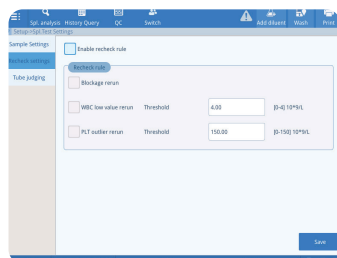 Spl. analysis History Query QC Switch Add diluent Wash Print
Setup >Spl.Test Settings
Sample Settings
Enable recheck rule
Recheck settings
Recheck rule
Tube judging
Blockage rerun
WBC low value rerun Threshold 4.00 [0-4] 10*9/L
PLT outlier rerun Threshold 150.00 [0-150] 10*9/L
Save